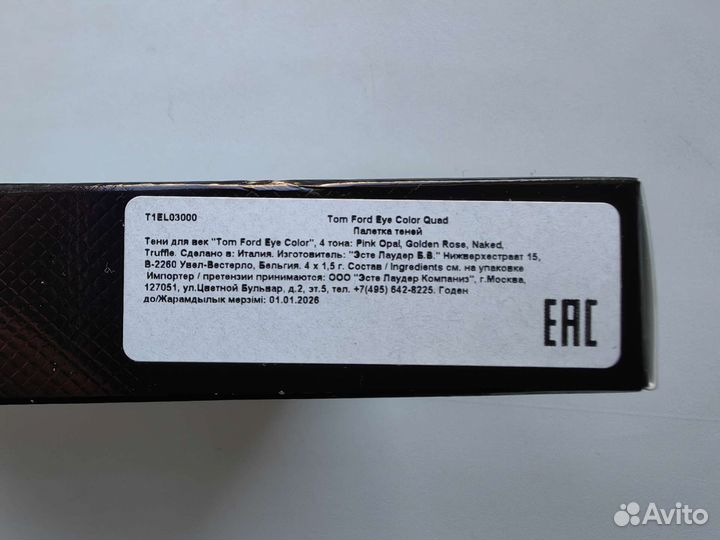 T1EL03000
Tom Ford Eye Color Quad
Палетка теней
Тени для век "Tom Ford Eye Color", 4 тона: Pink Opal, Golden Rose, Naked,
Truffle. Сделано в: Италия. Изготовитель: "Эсте Лаудер Б.В." Нижверхестраат 15,
В-2260 Увел-Вестерло, Бельгия. 4 х 1,5 г. Состав / Ingredients см. на упаковке
Импортер / претензии принимаются: ООО "Эсте Лаудер Компаниз", г.Москва,
127051, ул.Цветной Бульвар, д.2, эт.5, тел. +7(495) 642-8225. Годен
до/Жарамдылык мерзімі: 01.01.2026
EAC
Avito